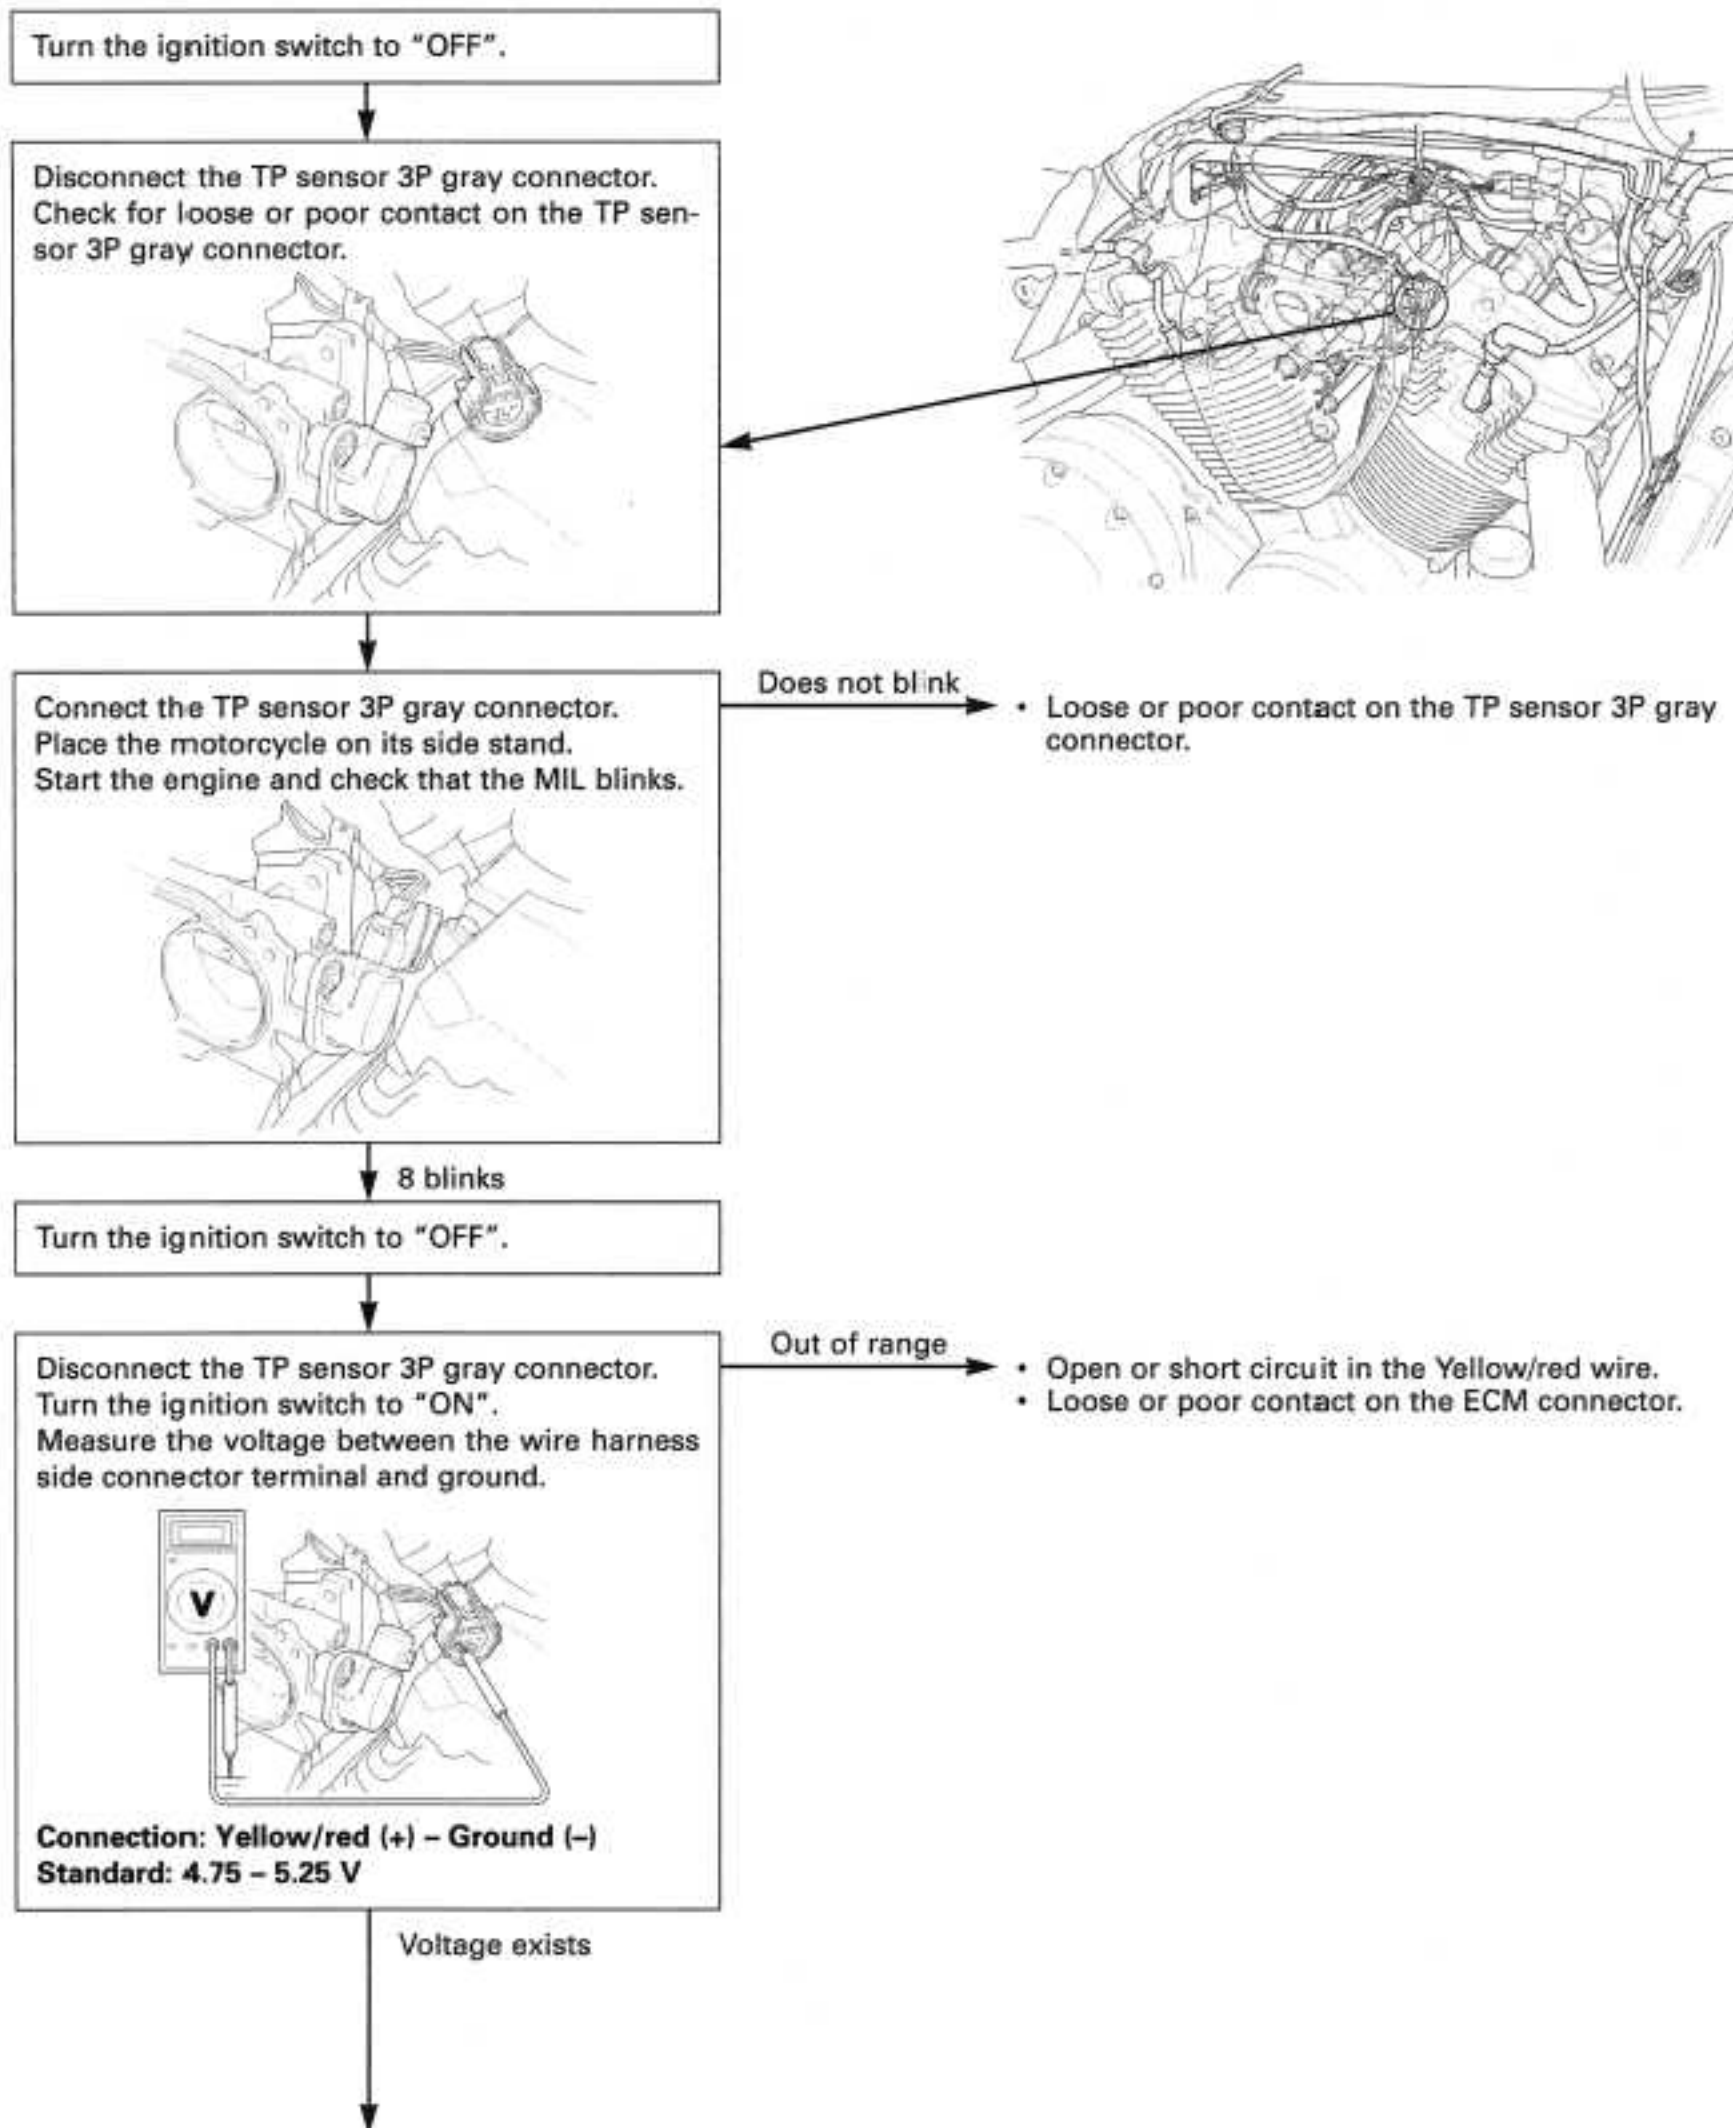 Turn the ignition switch to "OFF".
Disconnect the TP sensor 3P gray connector.
Check for loose or poor contact on the TP sen-
sor 3P gray connector.
Connect the TP sensor 3P gray connector.
Place the motorcycle on its side stand.
Start the engine and check that the MIL blinks.
Does not blink
• Loose or poor contact on the TP sensor 3P gray
connector.
8 blinks
Turn the ignition switch to "OFF".
Disconnect the TP sensor 3P gray connector.
Turn the ignition switch to "ON".
Measure the voltage between the wire harness
side connector terminal and ground.
Out of range
• Open or short circuit in the Yellow/red wire.
• Loose or poor contact on the ECM connector.
V
Connection: Yellow/red (+) – Ground (–)
Standard: 4.75 – 5.25 V
Voltage exists